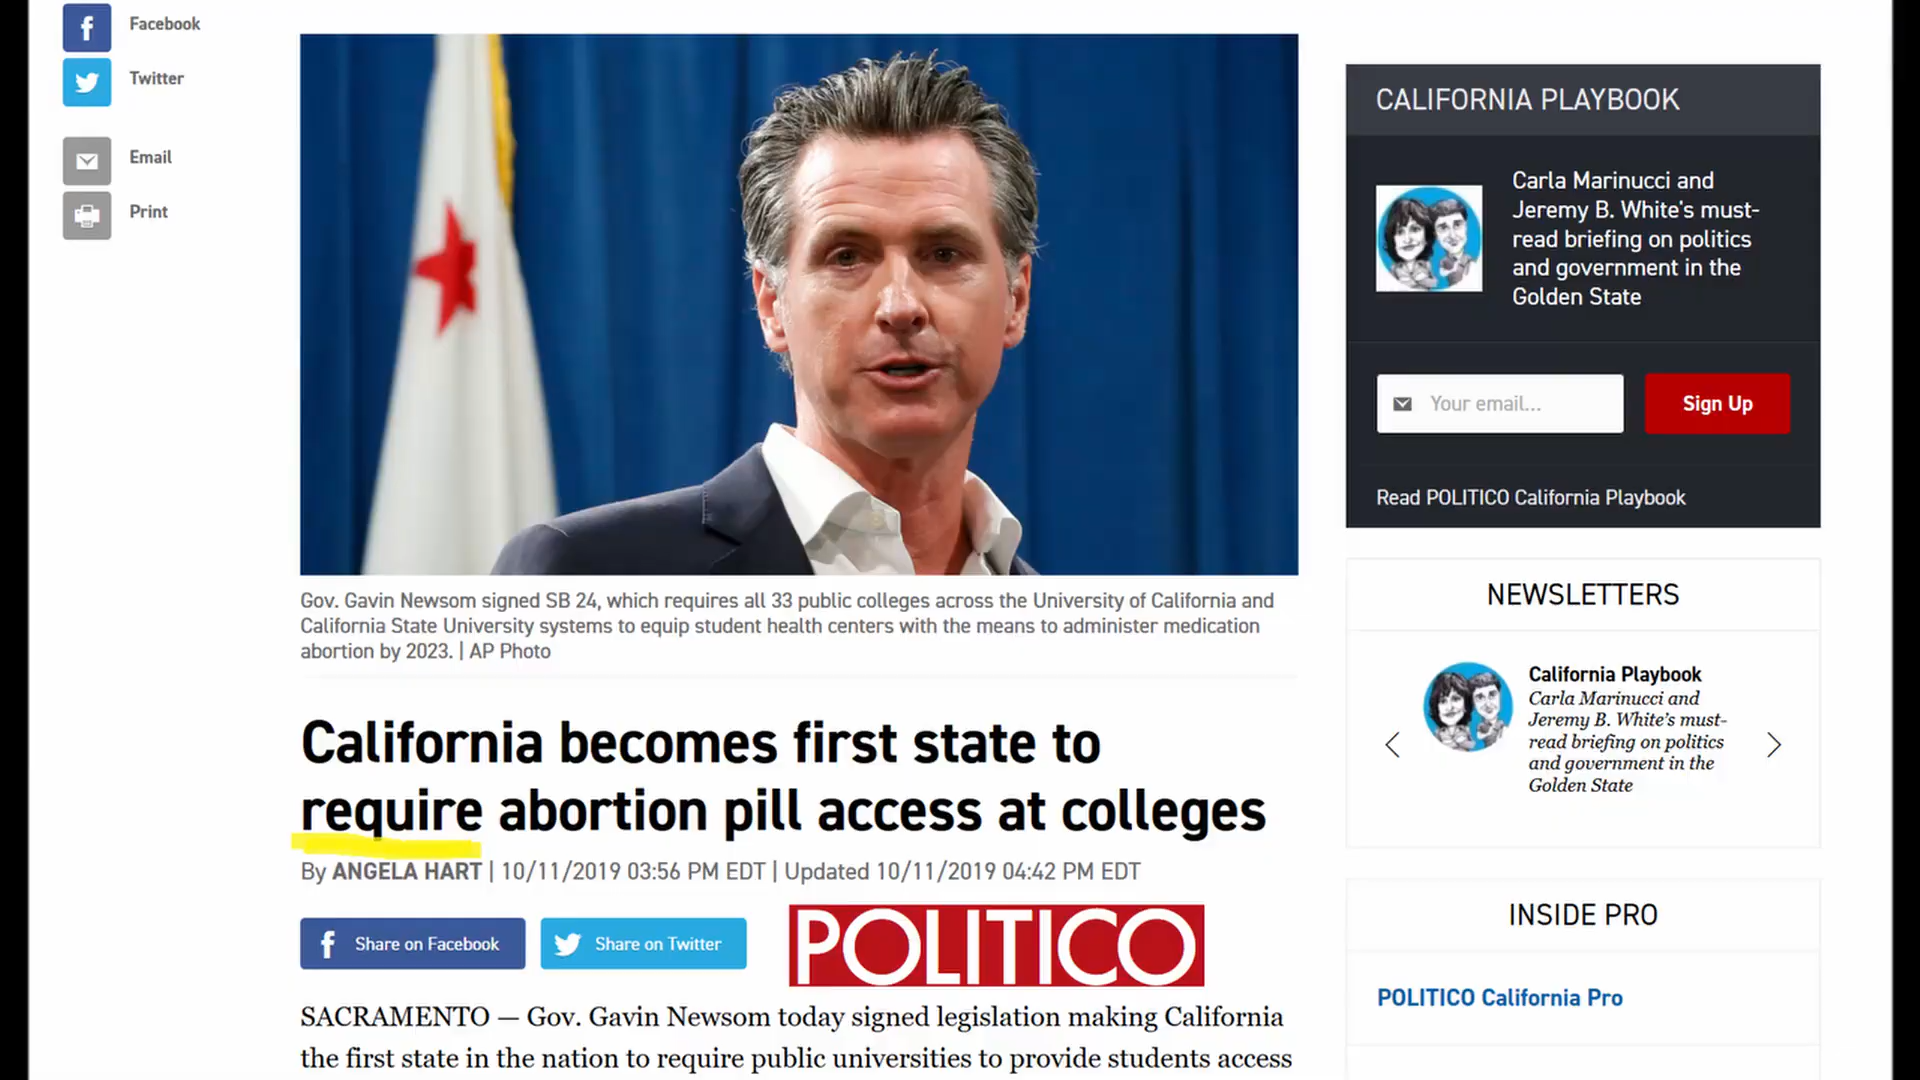 Facebook
Twitter
Email
Print
Gov. Gavin Newsom signed SB 24, which requires all 33 public colleges across the University of California and
California State University systems to equip student health centers with the means to administer medication
abortion by 2023. | AP Photo
California becomes first state to
require abortion pill access at colleges
By ANGELA HART | 10/11/2019 03:56 PM EDT | Updated 10/11/2019 04:42 PM EDT
Share on Facebook
Share on Twitter
POLITICO
SACRAMENTO — Gov. Gavin Newsom today signed legislation making California
the first state in the nation to require public universities to provide students access
CALIFORNIA PLAYBOOK
Carla Marinucci and
Jeremy B. White's must-
read briefing on politics
and government in the
Golden State
Your email...
Sign Up
Read POLITICO California Playbook
NEWSLETTERS
California Playbook
Carla Marinucci and
Jeremy B. White's must-
read briefing on politics
and government in the
Golden State
INSIDE PRO
POLITICO California Pro